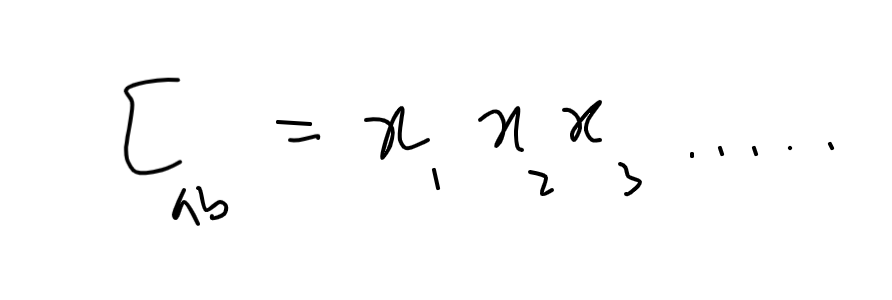 [ₐb = x₁ x₂ x₃ .....